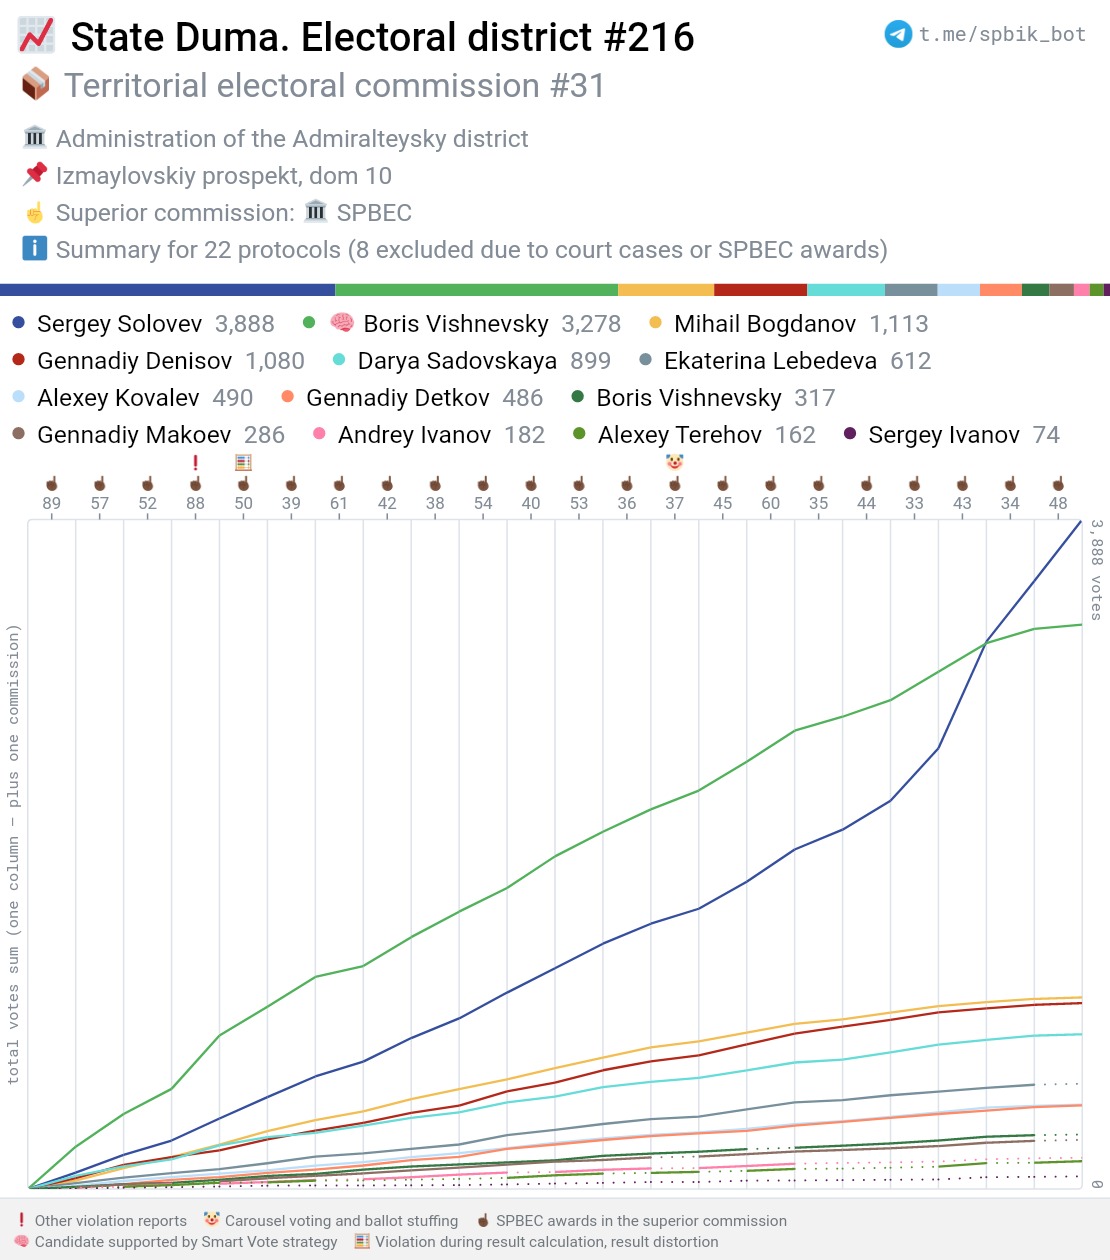 State Duma. Electoral district #216
t.me/spbik_bot
Territorial electoral commission #31
Administration of the Admiralteysky district
Izmaylovskiy prospekt, dom 10
Superior commission: SPBEC
Summary for 22 protocols (8 excluded due to court cases or SPBEC awards)
Sergey Solovev 3,888 Boris Vishnevsky 3,278 Mihail Bogdanov 1,113
Gennadiy Denisov 1,080 Darya Sadovskaya 899 Ekaterina Lebedeva 612
Alexey Kovalev 490 Gennadiy Detkov 486 Boris Vishnevsky 317
Gennadiy Makoev 286 Andrey Ivanov 182 Alexey Terehov 162 Sergey Ivanov 74
89 57 52 88 50 39 61 42 38 54 40 53 36 37 45 60 35 44 33 43 34 48
3,888 votes
total votes sum (one column — plus one commission)
0
Other violation reports Carousel voting and ballot stuffing SPBEC awards in the superior commission
Candidate supported by Smart Vote strategy Violation during result calculation, result distortion